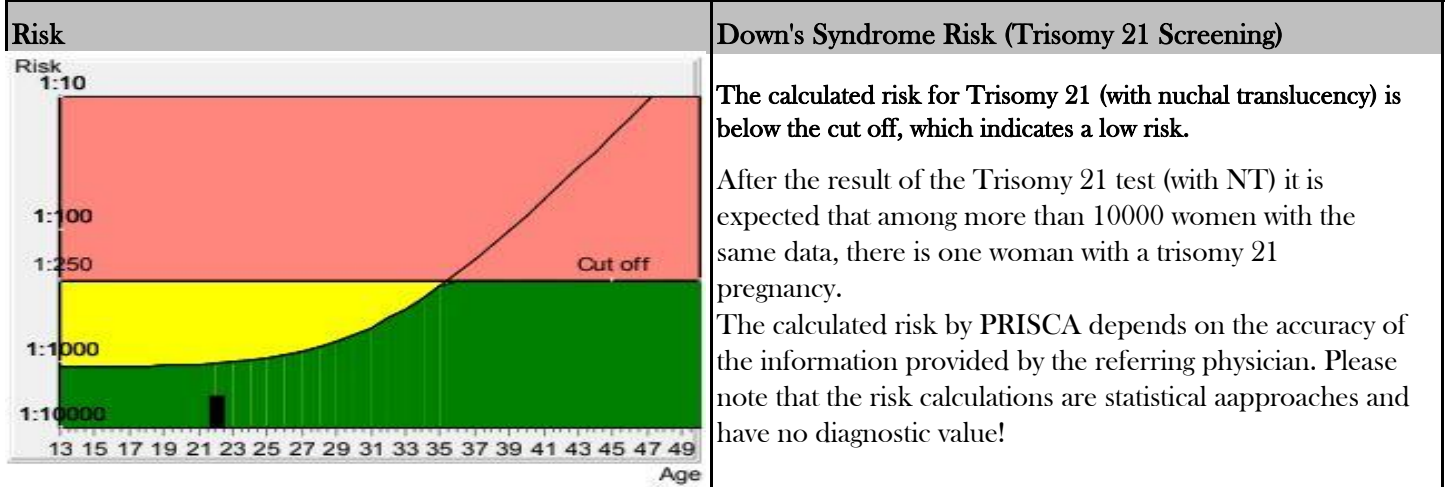 Risk
Down's Syndrome Risk (Trisomy 21 Screening)
Risk
1:10
1:100
1:250
Cut off
1:1000
1:10000
13 15 17 19 21 23 25 27 29 31 33 35 37 39 41 43 45 47 49
Age
The calculated risk for Trisomy 21 (with nuchal translucency) is
below the cut off, which indicates a low risk.
After the result of the Trisomy 21 test (with NT) it is
expected that among more than 10000 women with the
same data, there is one woman with a trisomy 21
pregnancy.
The calculated risk by PRISCA depends on the accuracy of
the information provided by the referring physician. Please
note that the risk calculations are statistical aapproaches and
have no diagnostic value!